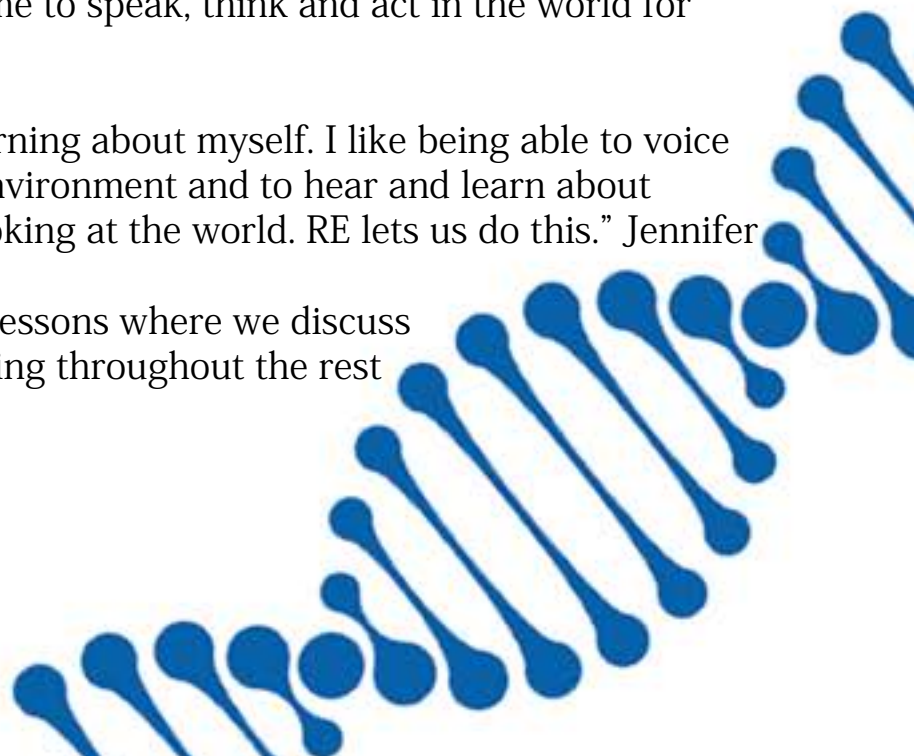 ne to speak, think and act in the world for
rning about myself. I like being able to voice
nvironment and to hear and learn about
oking at the world. RE lets us do this.” Jennifer
essons where we discuss
ing throughout the rest